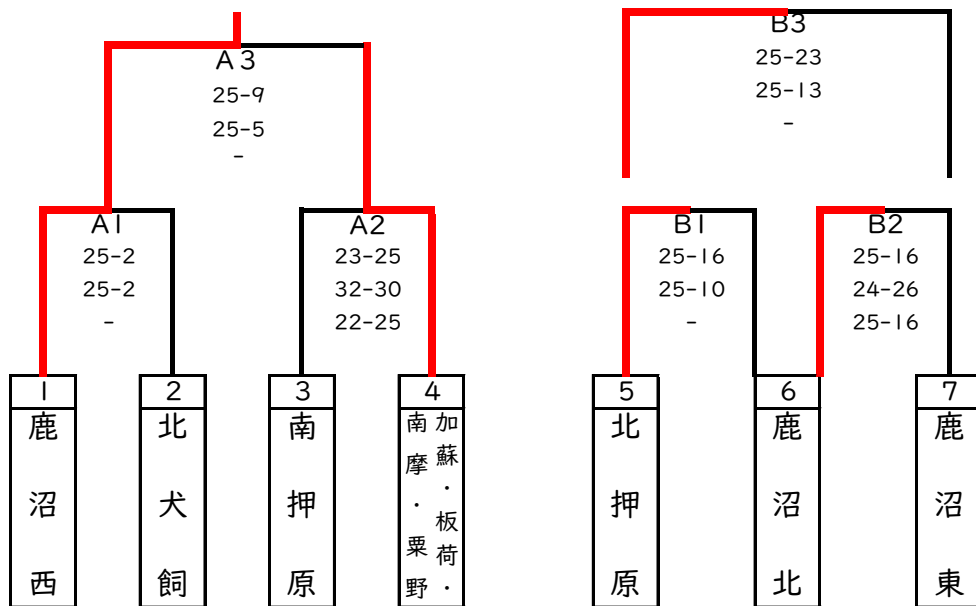 A3
25-9
25-5
-
B3
25-23
25-13
-
A1
25-2
25-2
-
A2
23-25
32-30
22-25
B1
25-16
25-10
-
B2
25-16
24-26
25-16
1
鹿沼西
2
北犬飼
3
南押原
4
加蘇・板荷・
南摩・粟野
5
北押原
6
鹿沼北
7
鹿沼東